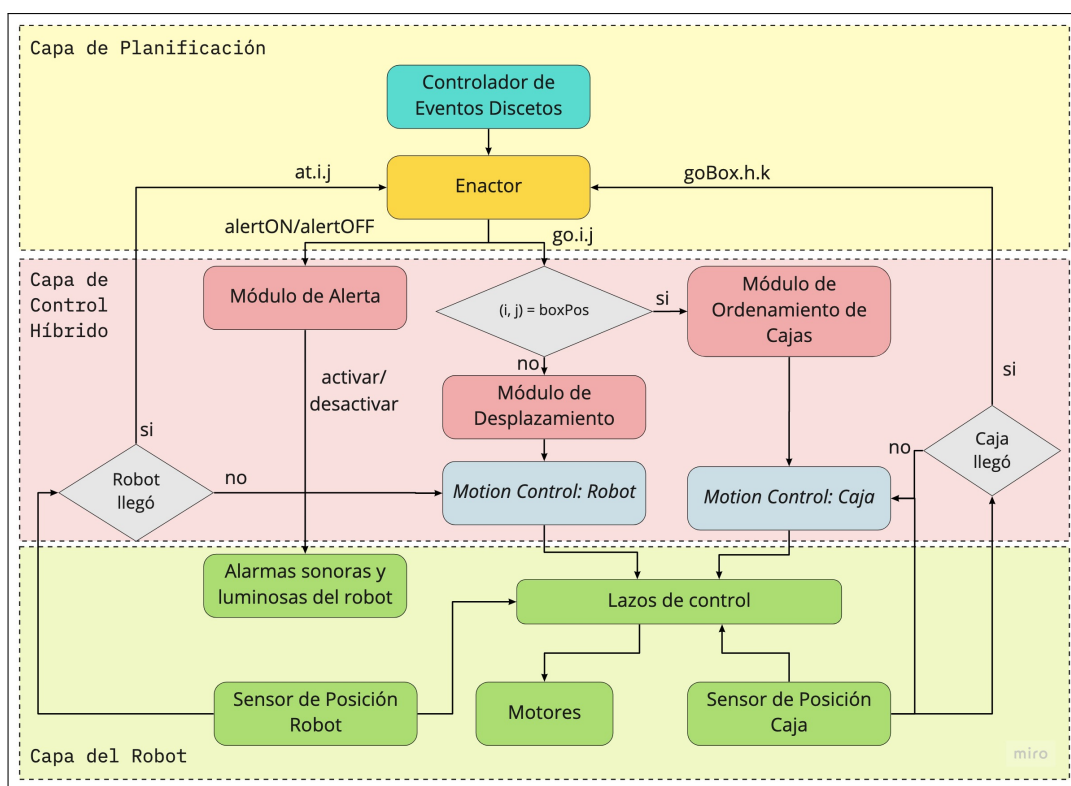 Capa de Planificación
Controlador de
Eventos Discetos
at.i.j
Enactor
goBox.h.k
alertON/alertOFF
go.i.j
Capa de
Control
Híbrido
Módulo de Alerta
(i, j) = boxPos
si
Módulo de
Ordenamiento de
Cajas
no
activar/
desactivar
Módulo de
Desplazamiento
si
si
Robot
llegó
no
Motion Control: Robot
Motion Control: Caja
no
Caja
llegó
Alarmas sonoras y
luminosas del robot
Lazos de control
Sensor de Posición
Robot
Motores
Sensor de Posición
Caja
Capa del Robot
miro